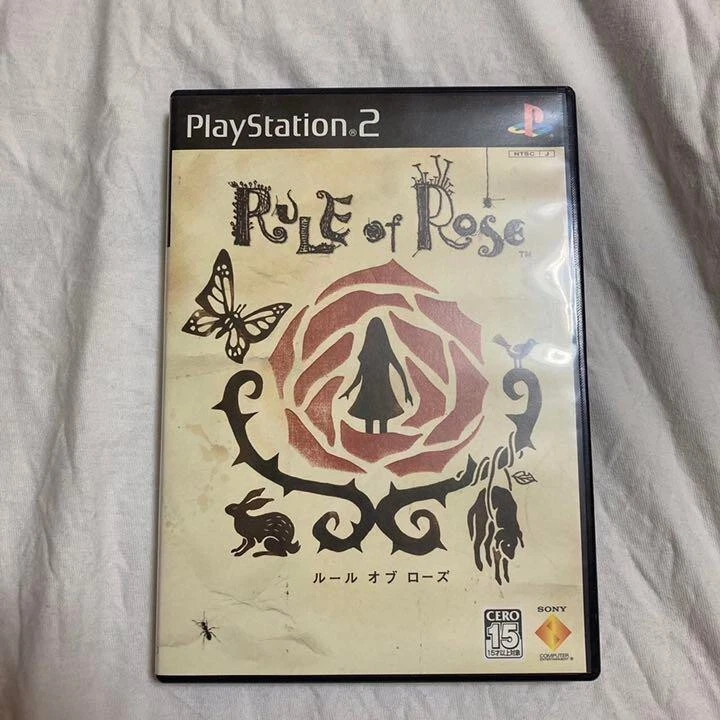 PlayStation®2
NTSC J
RULE of Rose™
ルール オブ ローズ
CERO
15
15才以上対象
SONY
COMPUTER
ENTERTAINMENT®